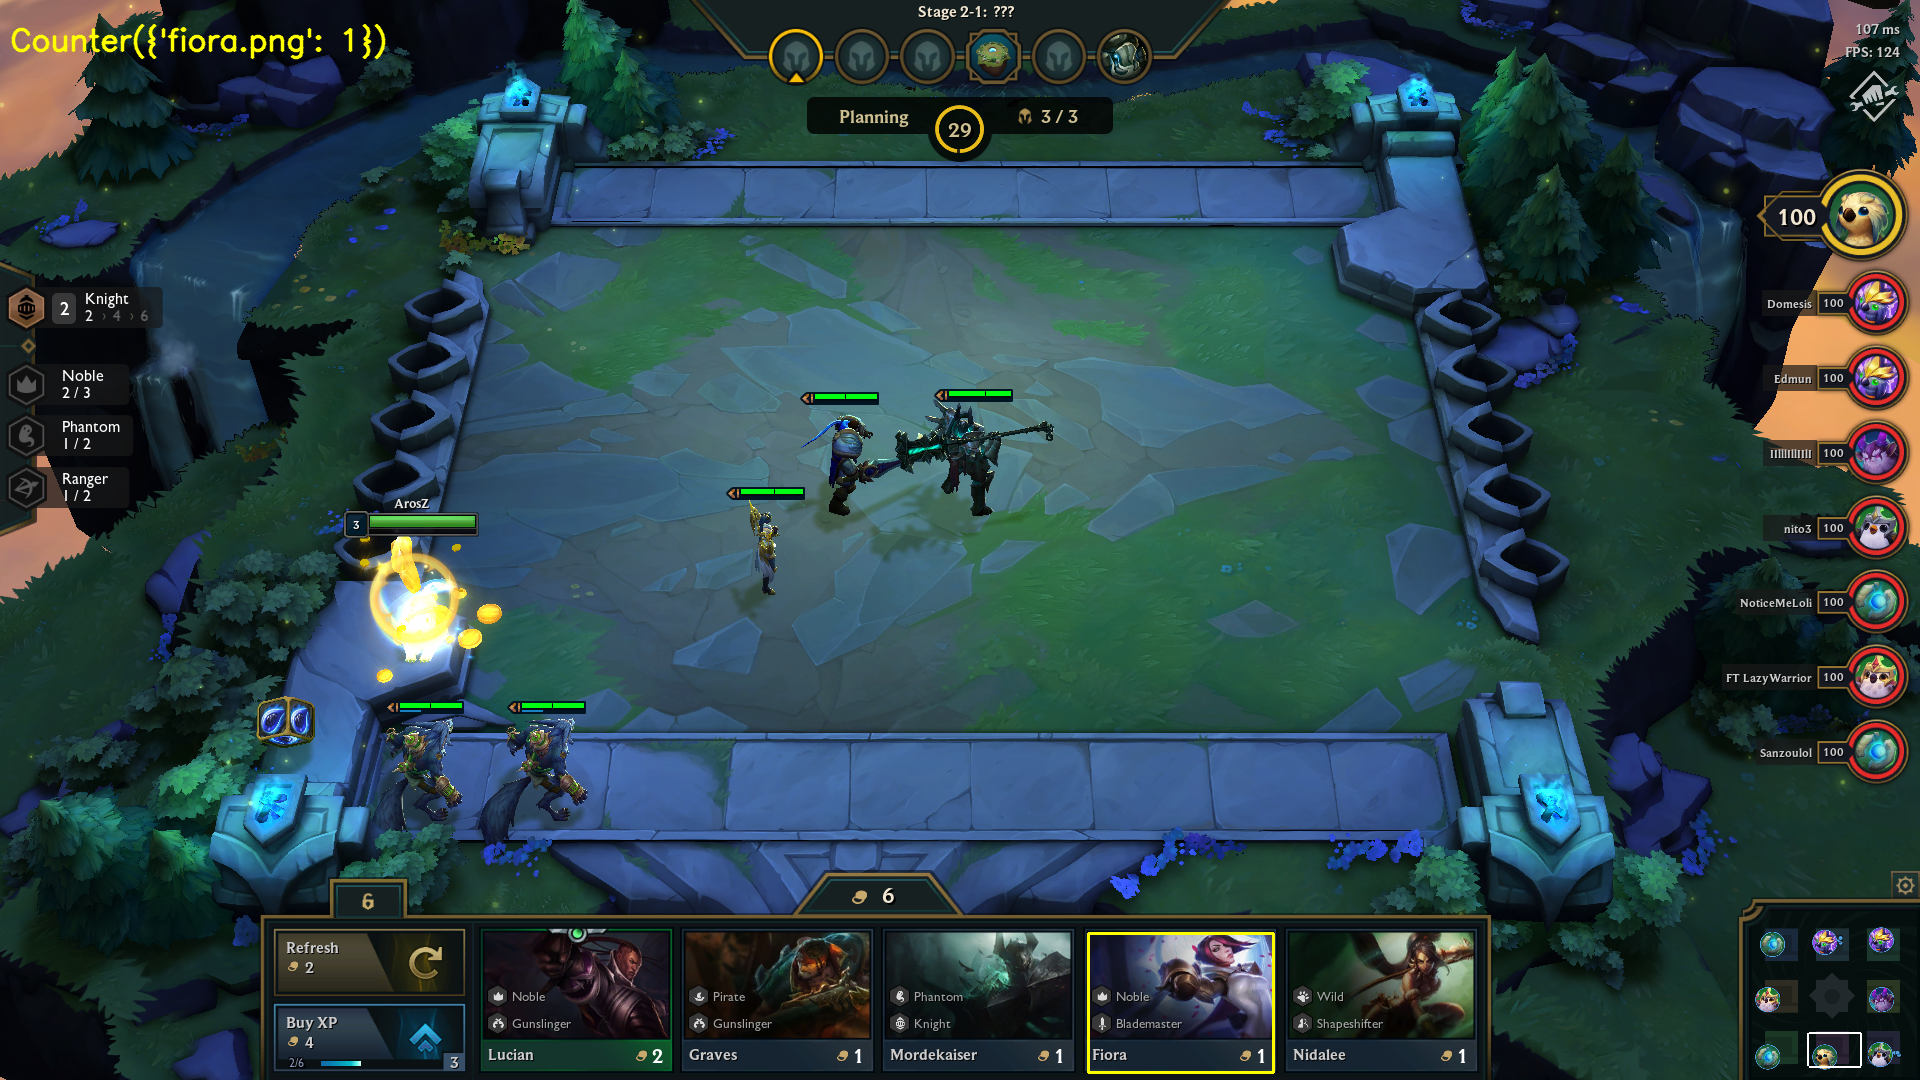 Counter({'fiora.png': 1})
Stage 2-1: ???
107 ms
FPS: 124
Planning
29
3 / 3
100
Domesis 100
Edmun 100
100
nito3 100
NoticeMeLoli 100
FT LazyWarrior 100
Sanzoulol 100
2
Knight
2 › 4 › 6
Noble
2 / 3
Phantom
1 / 2
Ranger
1 / 2
ArosZ
3
6
6
Refresh
2
Buy XP
4
2/6
3
Noble
Gunslinger
Lucian
2
Pirate
Gunslinger
Graves
1
Phantom
Knight
Mordekaiser
1
Noble
Blademaster
Fiora
1
Wild
Shapeshifter
Nidalee
1